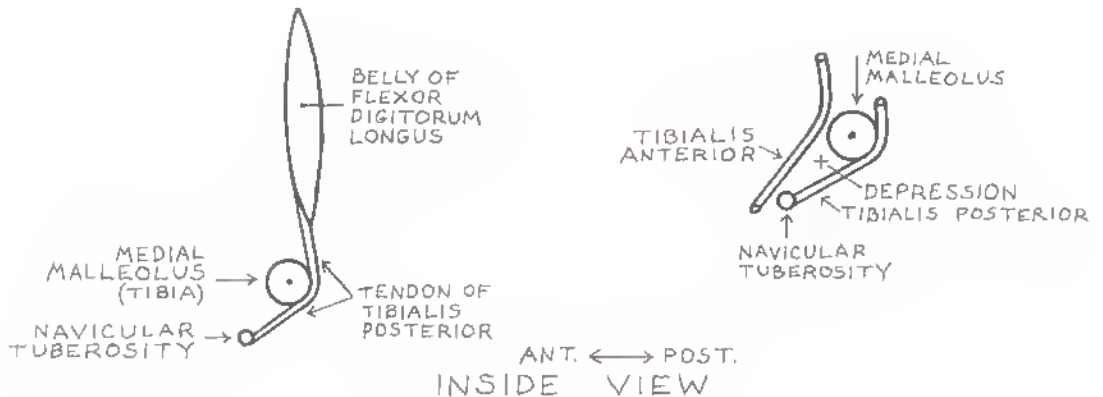 BELLY OF
FLEXOR
DIGITORUM
LONGUS
MEDIAL
MALLEOLUS
(TIBIA)
NAVICULAR
TUBEROSITY
TENDON OF
TIBIALIS
POSTERIOR
MEDIAL
MALLEOLUS
TIBIALIS
ANTERIOR
DEPRESSION
TIBIALIS POSTERIOR
NAVICULAR
TUBEROSITY
ANT. ↔ POST.
INSIDE VIEW